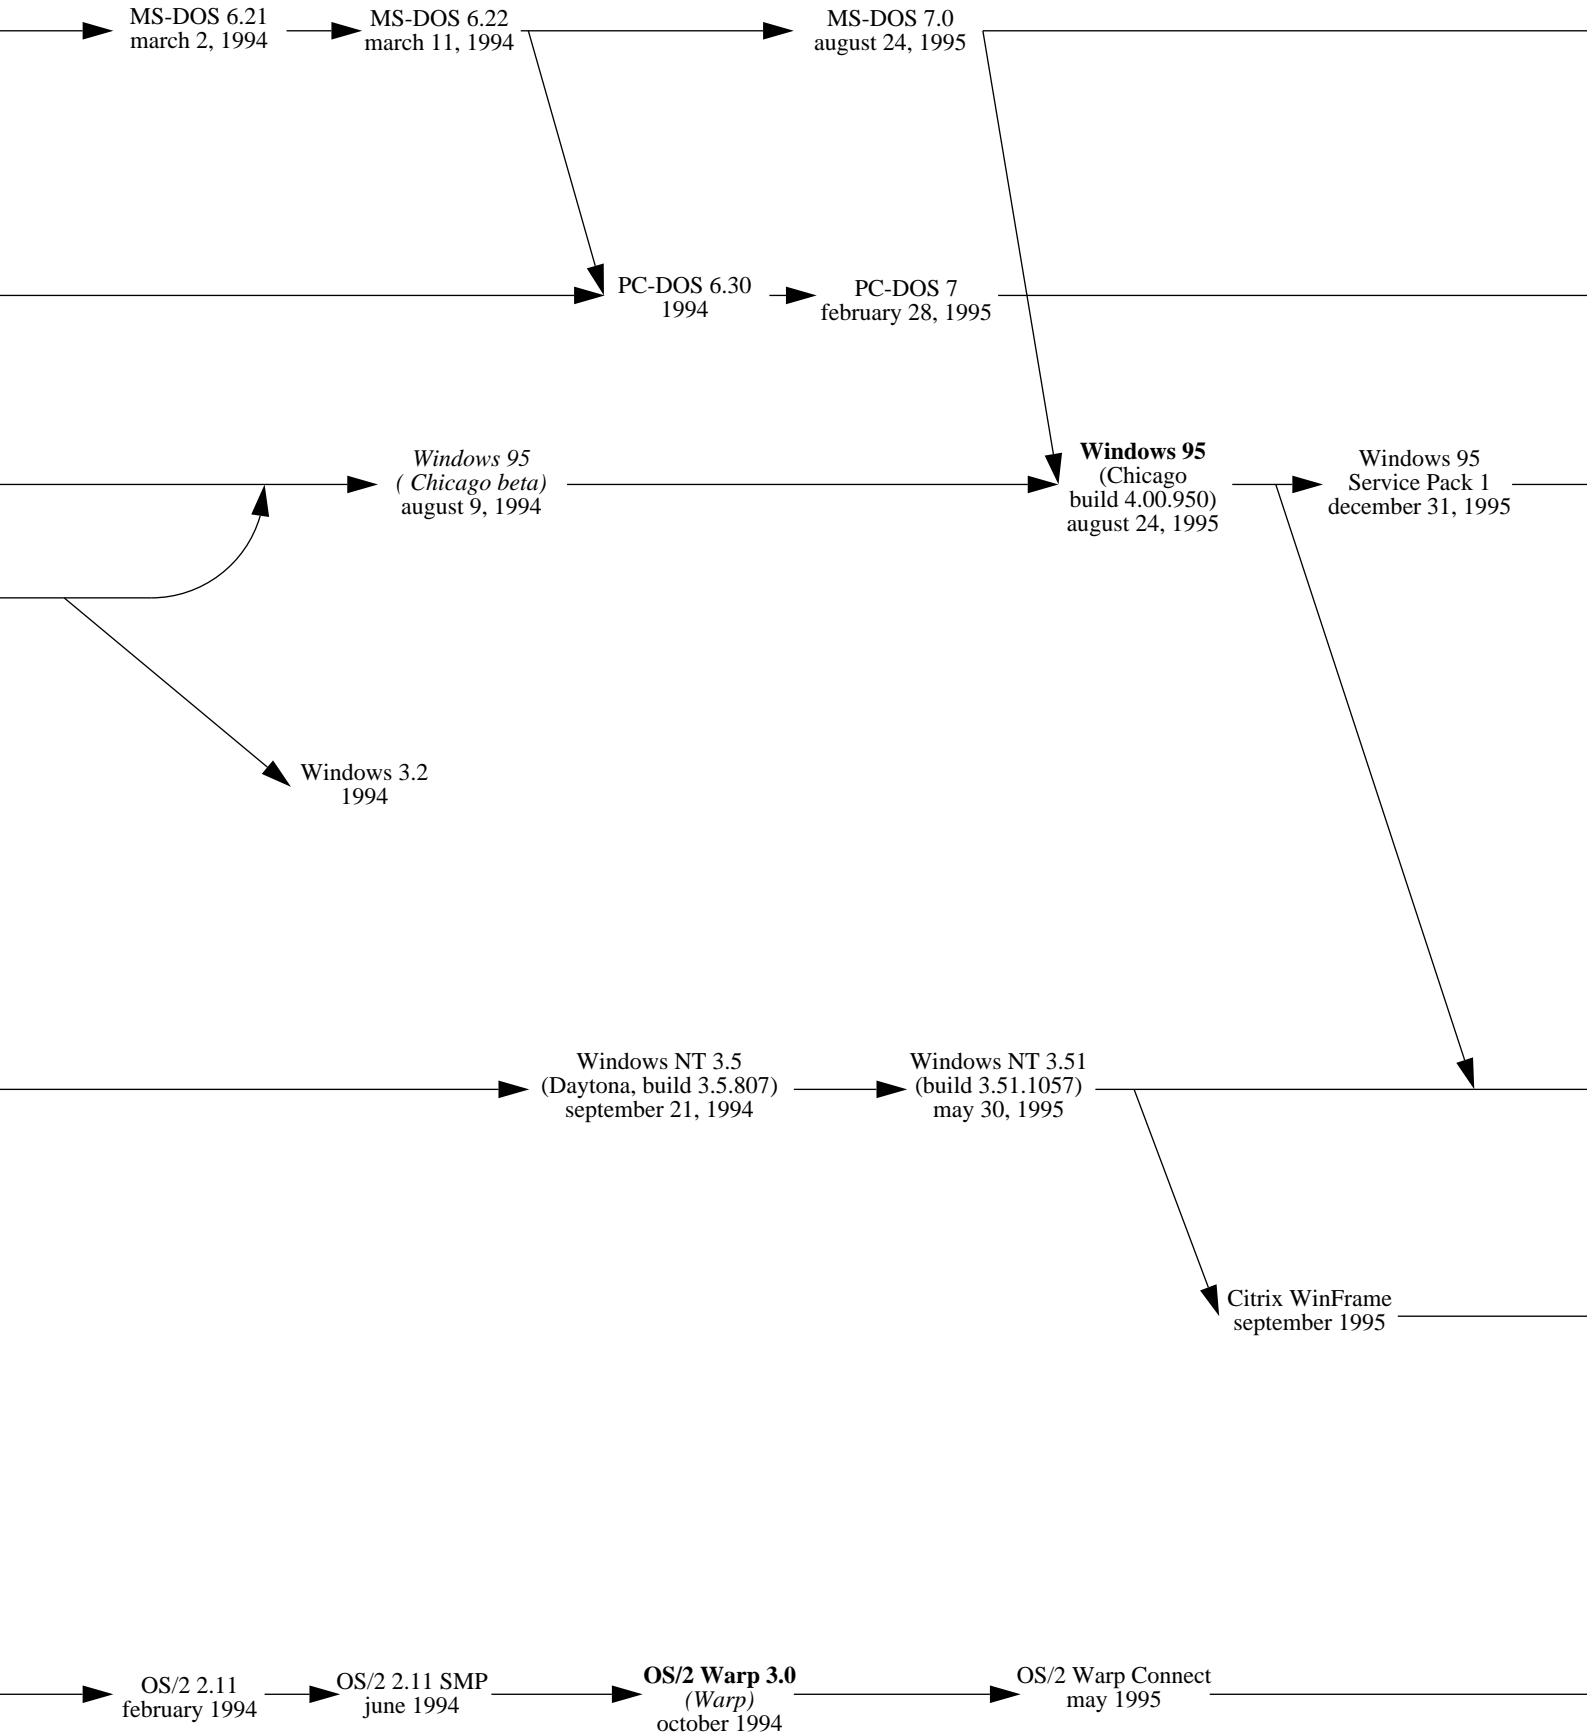 MS-DOS 6.21
march 2, 1994
MS-DOS 6.22
march 11, 1994
MS-DOS 7.0
august 24, 1995
PC-DOS 6.30
1994
PC-DOS 7
february 28, 1995
Windows 95
( Chicago beta)
august 9, 1994
Windows 95
(Chicago
build 4.00.950)
august 24, 1995
Windows 95
Service Pack 1
december 31, 1995
Windows 3.2
1994
Windows NT 3.5
(Daytona, build 3.5.807)
september 21, 1994
Windows NT 3.51
(build 3.51.1057)
may 30, 1995
Citrix WinFrame
september 1995
OS/2 2.11
february 1994
OS/2 2.11 SMP
june 1994
OS/2 Warp 3.0
(Warp)
october 1994
OS/2 Warp Connect
may 1995